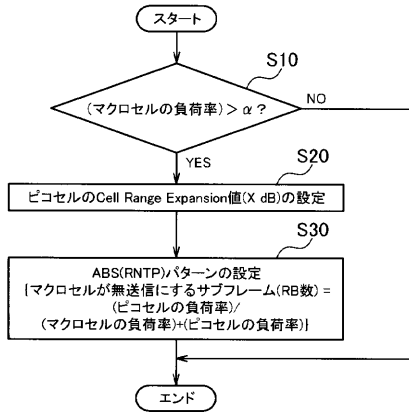 スタート
S10
(マクロセルの負荷率)＞α?
NO
YES
S20
ピコセルのCell Range Expansion値(X dB)の設定
S30
ABS(RNTP)パターンの設定
{マクロセルが無送信にするサブフレーム(RB数)=
(ピコセルの負荷率)/
(マクロセルの負荷率)+(ピコセルの負荷率)}
エンド